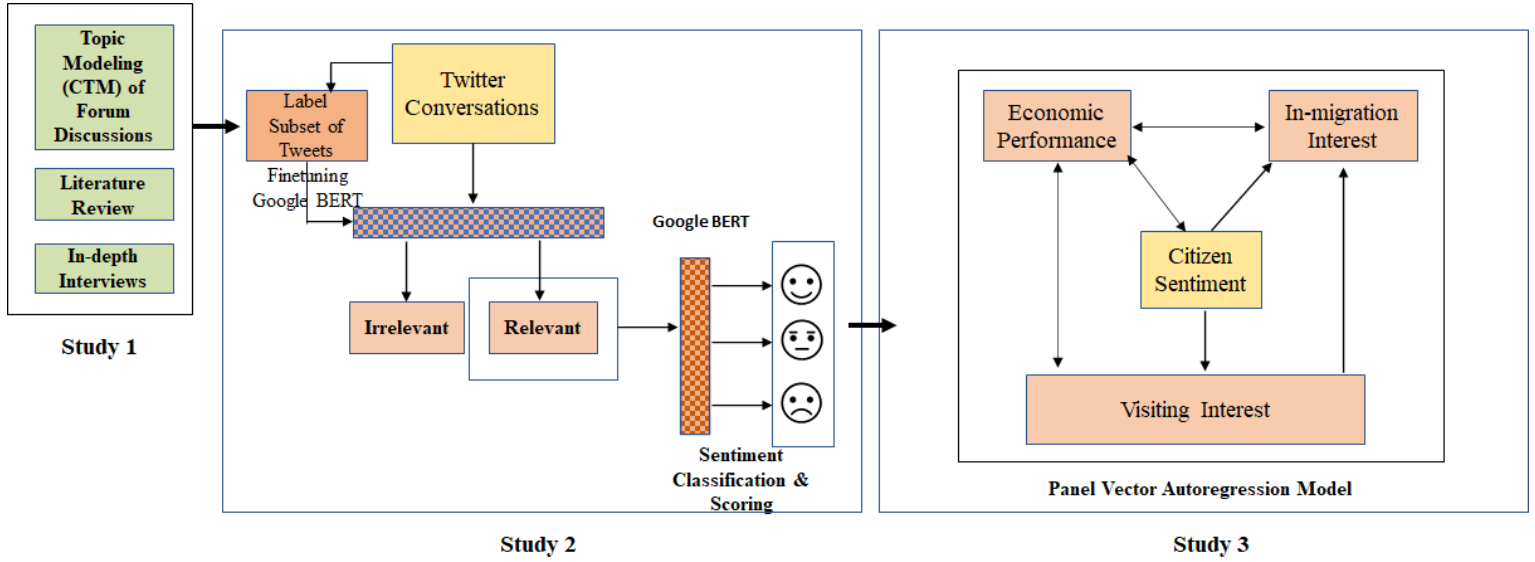 Topic
Modeling
(CTM) of
Forum
Discussions
Literature
Review
In-depth
Interviews
Study 1
Twitter
Conversations
Label
Subset of
Tweets
Finetuning
Google BERT
Irrelevant
Relevant
Google BERT
Sentiment
Classification &
Scoring
Study 2
Economic
Performance
In-migration
Interest
Citizen
Sentiment
Visiting Interest
Panel Vector Autoregression Model
Study 3